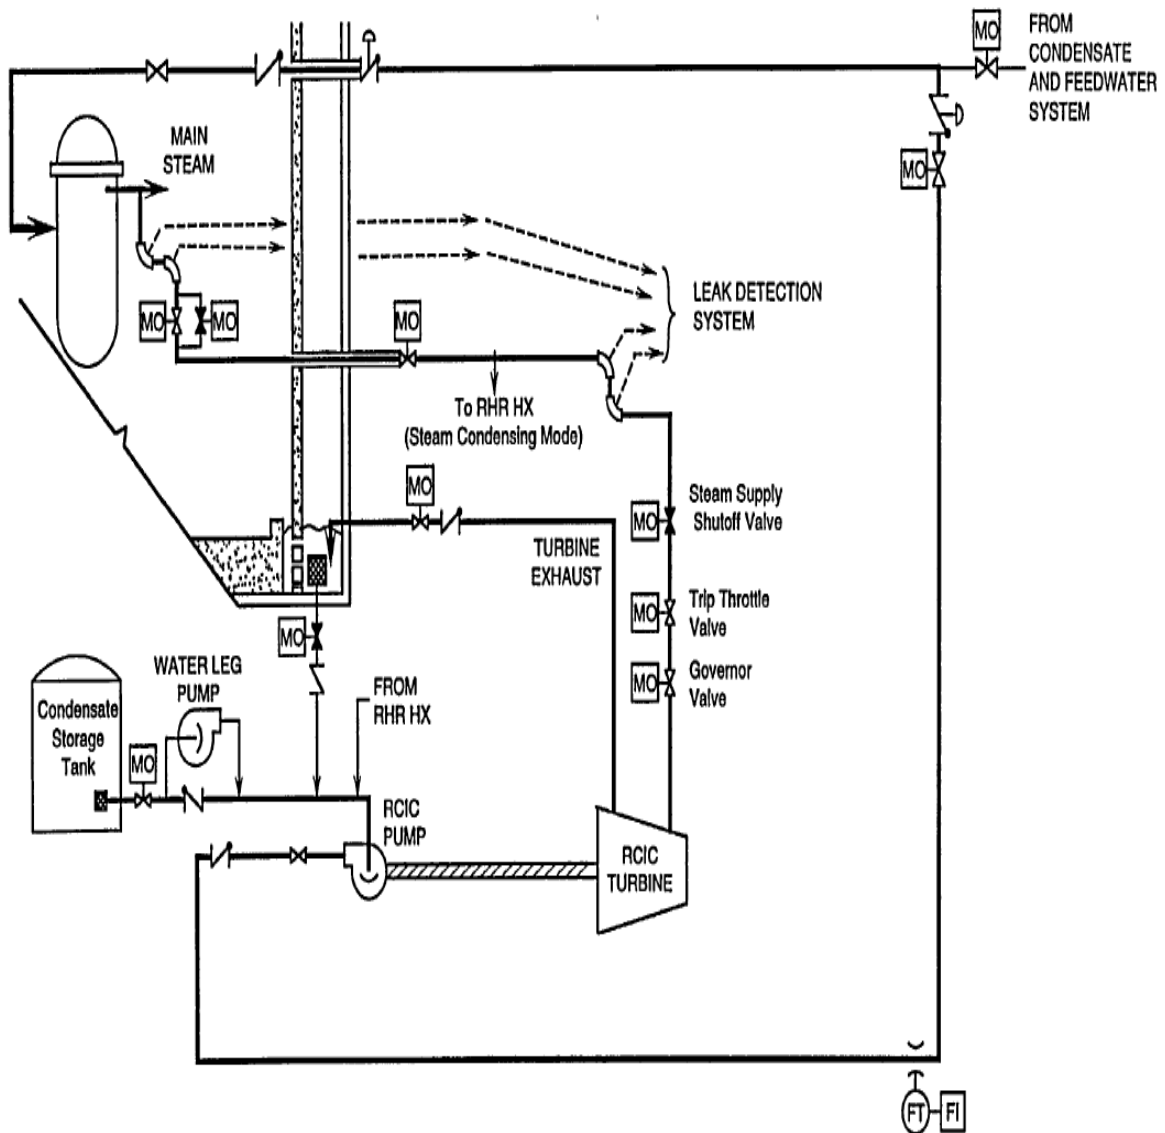 MO
FROM
CONDENSATE
AND FEEDWATER
SYSTEM
MAIN
STEAM
MO
LEAK DETECTION
SYSTEM
MO
MO
MO
To RHR HX
(Steam Condensing Mode)
MO
Steam Supply
Shutoff Valve
MO
TURBINE
EXHAUST
Trip Throttle
Valve
MO
MO
WATER LEG
PUMP
FROM
RHR HX
Governor
Valve
MO
Condensate
Storage
Tank
MO
RCIC
PUMP
RCIC
TURBINE
FT
FI